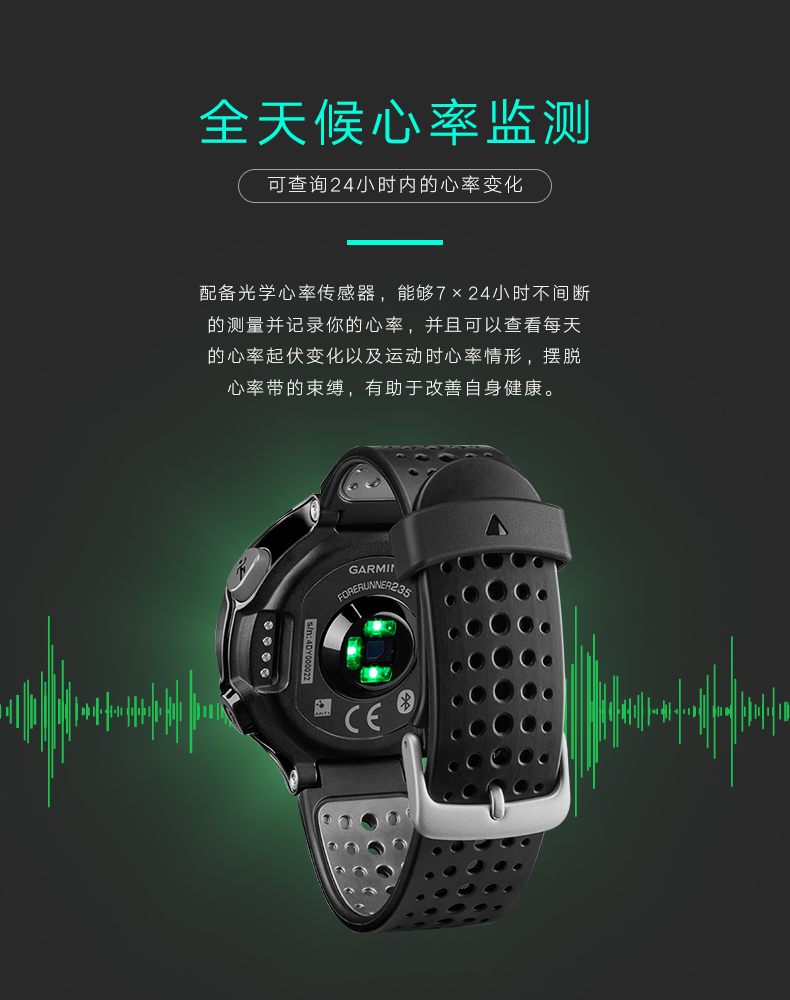 全天候心率监测
可查询24小时内的心率变化
配备光学心率传感器，能够7×24小时不间断
的测量并记录你的心率，并且可以查看每天
的心率起伏变化以及运动时心率情形，摆脱
心率带的束缚，有助于改善自身健康。
GARMIN
FORERUNNER235
s/n: 4DY000022
ANT+
CE